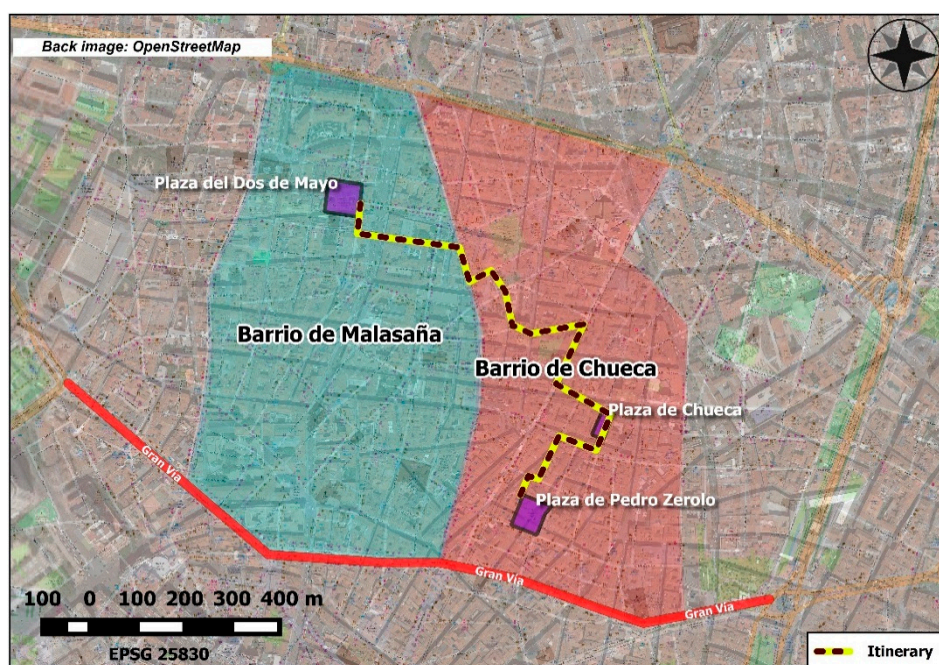 Back image: OpenStreetMap
Plaza del Dos de Mayo
Barrio de Malasaña
Barrio de Chueca
Plaza de Chueca
Gran Vía
Plaza de Pedro Zerolo
Gran Vía
Gran Vía
100 0 100 200 300 400 m
EPSG 25830
Itinerary